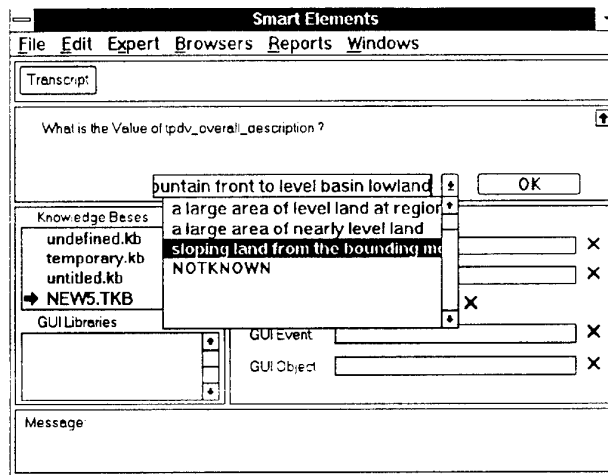 Smart Elements
File Edit Expert Browsers Reports Windows
Transcript
What is the Value of tpdv_overall_description ?
ountain front to level basin lowland
OK
a large area of level land at region
a large area of nearly level land
sloping land from the bounding mo
NOTKNOWN
Knowledge Bases
undefined.kb
temporary.kb
untitled.kb
NEW5.TKB
GUI Libraries
GUI Event
GUI Object
Message: